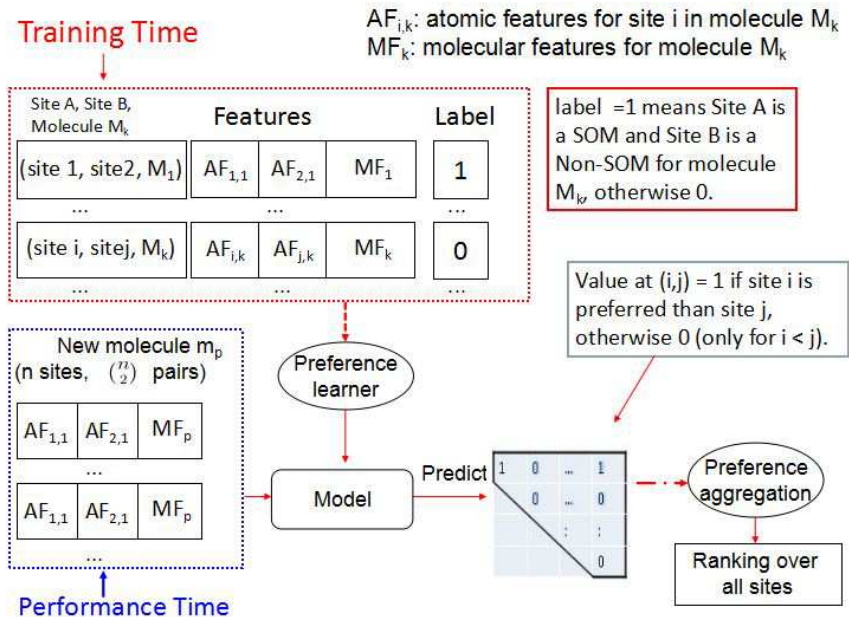 Training Time
AF_{i,k}: atomic features for site i in molecule M_k
MF_k: molecular features for molecule M_k
Site A, Site B,
Molecule M_k
Features
Label
(site 1, site2, M_1)
AF_{1,1}
AF_{2,1}
MF_1
1
...
...
...
(site i, sitej, M_k)
AF_{i,k}
AF_{j,k}
MF_k
0
...
...
...
label =1 means Site A is
a SOM and Site B is a
Non-SOM for molecule
M_k, otherwise 0.
Value at (i,j) = 1 if site i is
preferred than site j,
otherwise 0 (only for i < j).
New molecule m_p
(n sites, (n 2) pairs)
AF_{1,1}
AF_{2,1}
MF_p
...
AF_{1,1}
AF_{2,1}
MF_p
...
Performance Time
Preference
learner
Model
Predict
1 0 ... 1
0 ... 0
: :
0
Preference
aggregation
Ranking over
all sites